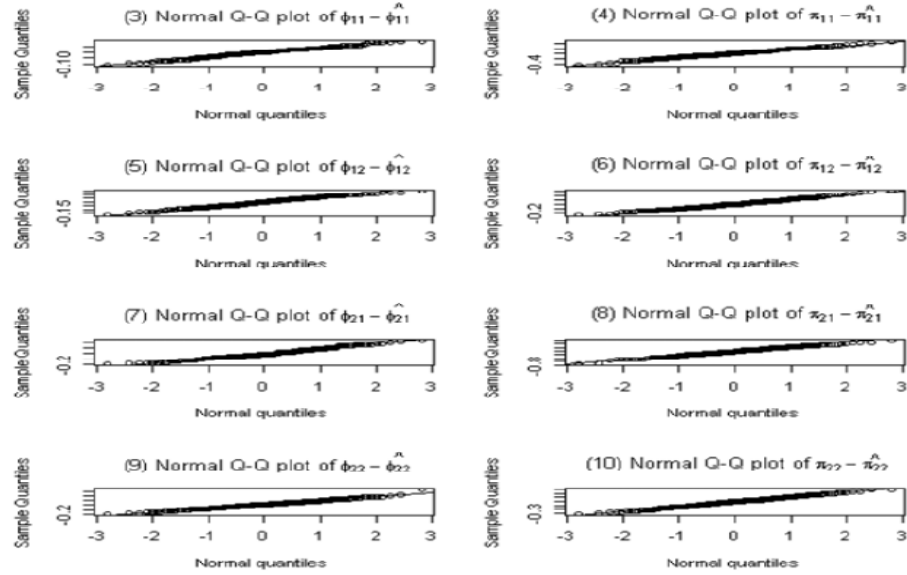 (3) Normal Q-Q plot of ϕ11 − ϕ̂11
Sample Quantiles
-0.10
-3 -2 -1 0 1 2 3
Normal quantiles
(4) Normal Q-Q plot of π11 − π̂11
Sample Quantiles
-0.4
-3 -2 -1 0 1 2 3
Normal quantiles
(5) Normal Q-Q plot of ϕ12 − ϕ̂12
Sample Quantiles
-0.15
-3 -2 -1 0 1 2 3
Normal quantiles
(6) Normal Q-Q plot of π12 − π̂12
Sample Quantiles
-0.2
-3 -2 -1 0 1 2 3
Normal quantiles
(7) Normal Q-Q plot of ϕ21 − ϕ̂21
Sample Quantiles
-0.2
-3 -2 -1 0 1 2 3
Normal quantiles
(8) Normal Q-Q plot of π21 − π̂21
Sample Quantiles
-3 -2 -1 0 1 2 3
Normal quantiles
(9) Normal Q-Q plot of ϕ22 − ϕ̂22
Sample Quantiles
-0.2
-3 -2 -1 0 1 2 3
Normal quantiles
(10) Normal Q-Q plot of π22 − π̂22
Sample Quantiles
-0.3
-3 -2 -1 0 1 2 3
Normal quantiles